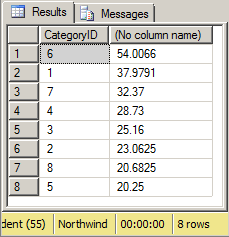 Results Messages
CategoryID (No column name)
1 6 54.0066
2 1 37.9791
3 7 32.37
4 4 28.73
5 3 25.16
6 2 23.0625
7 8 20.6825
8 5 20.25
dent (55) Northwind 00:00:00 8 rows